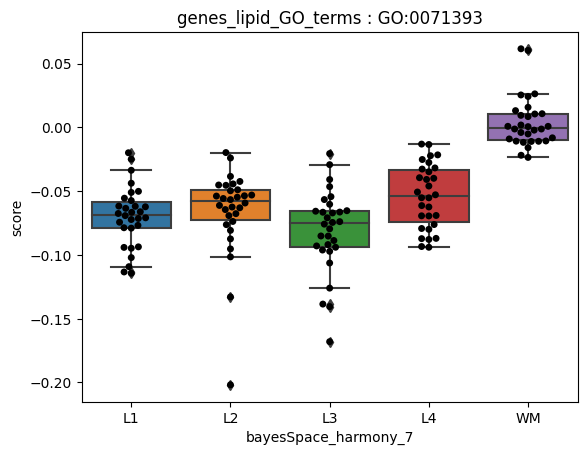 genes_lipid_GO_terms : GO:0071393
0.05
0.00
−0.05
−0.10
−0.15
−0.20
score
L1 L2 L3 L4 WM
bayesSpace_harmony_7